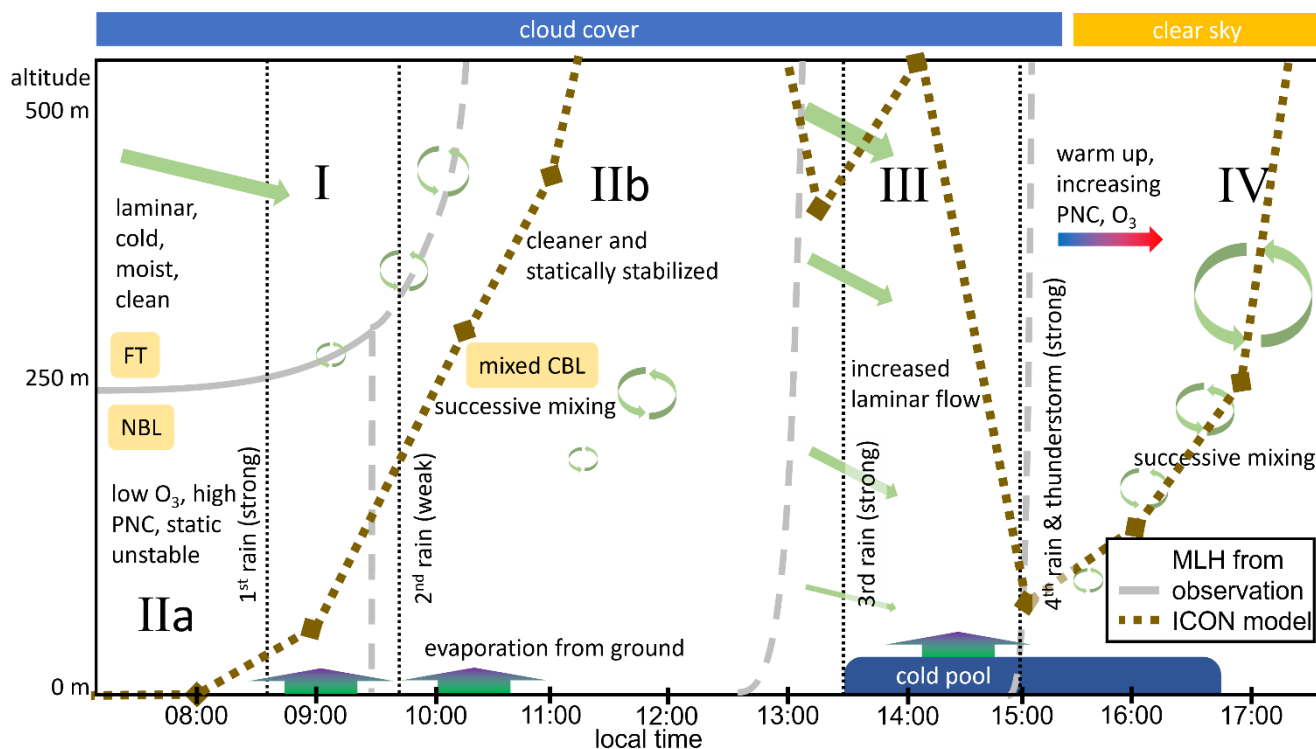 cloud cover
clear sky
altitude
500 m
250 m
0 m
I
IIb
III
IV
laminar,
cold,
moist,
clean
FT
NBL
low O₃, high
PNC, static
unstable
IIa
1st rain (strong)
2nd rain (weak)
cleaner and
statically stabilized
mixed CBL
successive mixing
evaporation from ground
increased
laminar flow
3rd rain (strong)
cold pool
4th rain & thunderstorm (strong)
warm up,
increasing
PNC, O₃
successive mixing
MLH from
observation
ICON model
08:00 09:00 10:00 11:00 12:00 13:00 14:00 15:00 16:00 17:00
local time